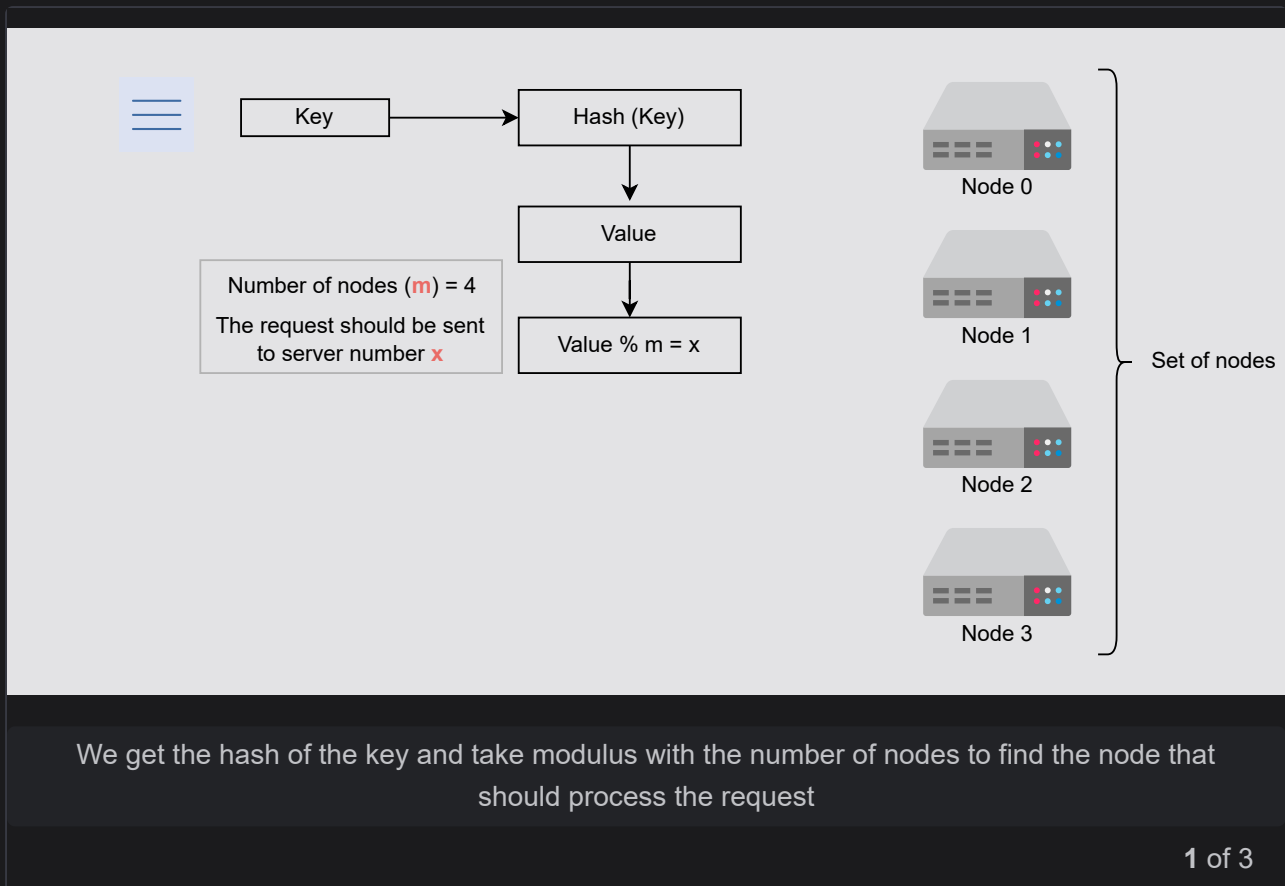 Key
Hash (Key)
Value
Number of nodes (m) = 4
The request should be sent
to server number x
Value % m = x
Node 0
Node 1
Node 2
Node 3
Set of nodes
We get the hash of the key and take modulus with the number of nodes to find the node that
should process the request
1 of 3